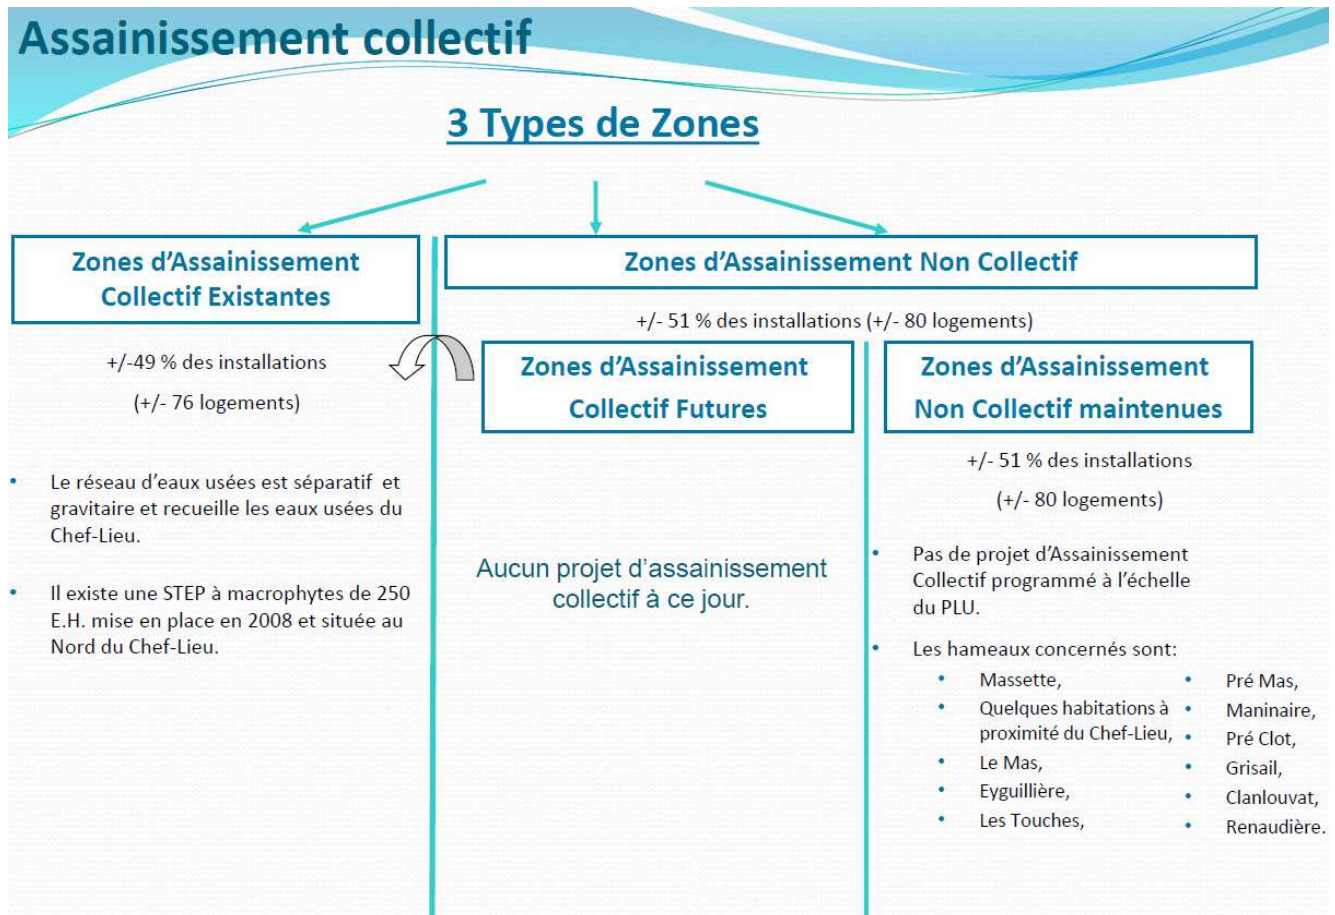 Assainissement collectif
3 Types de Zones
Zones d'Assainissement
Collectif Existantes
+/-49 % des installations
(+/- 76 logements)
• Le réseau d'eaux usées est séparatif et
gravitaire et recueille les eaux usées du
Chef-Lieu.
• Il existe une STEP à macrophytes de 250
E.H. mise en place en 2008 et située au
Nord du Chef-Lieu.
Zones d'Assainissement Non Collectif
+/- 51 % des installations (+/- 80 logements)
Zones d'Assainissement
Collectif Futures
Aucun projet d'assainissement
collectif à ce jour.
Zones d'Assainissement
Non Collectif maintenues
+/- 51 % des installations
(+/- 80 logements)
• Pas de projet d'Assainissement
Collectif programmé à l'échelle
du PLU.
• Les hameaux concernés sont:
• Massette,
• Quelques habitations à
proximité du Chef-Lieu,
• Le Mas,
• Eyguillière,
• Les Touches,
• Pré Mas,
• Maninaire,
• Pré Clot,
• Grisail,
• Clanlouvat,
• Renaudière.